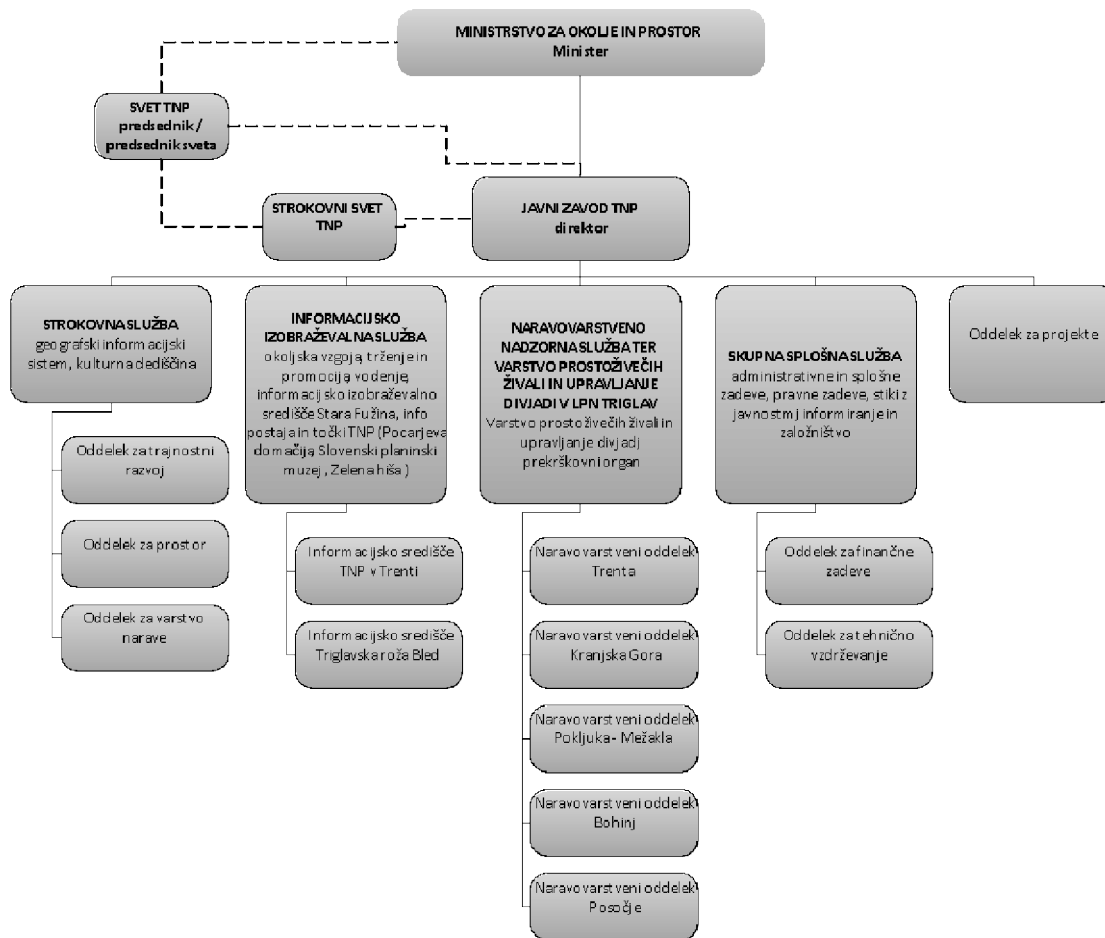 MINISTRSTVO ZA OKOLJE IN PROSTOR
Minister
SVET TNP
predsednik /
predsednik sveta
STROKOVNI SVET
TNP
JAVNI ZAVOD TNP
direktor
STROKOVNA SLUŽBA
geografski informacijski
sistem, kulturna dediščina
Oddelek za trajnostni
razvoj
Oddelek za prostor
Oddelek za varstvo
narave
INFORMACIJSKO
IZOBRAŽEVALNA SLUŽBA
okoljska vzgoja, trženje in
promocija, vodenje,
informacijsko izobraževalno
središče Stara Fužina, info
postaja in točki TNP (Pocarjeva
domačija, Slovenski planinski
muzej, Zelena hiša)
Informacijsko središče
TNP v Trenti
Informacijsko središče
Triglavska roža Bled
NARAVOVARSTVENO
NADZORNA SLUŽBA TER
VARSTVO PROSTOŽIVEČIH
ŽIVALI IN UPRAVLJANJE
DIVJADI V LPN TRIGLAV
Varstvo prostoživečih živali in
upravljanje divjadi,
prekrškovni organ
Naravovarstveni oddelek
Trenta
Naravovarstveni oddelek
Kranjska Gora
Naravovarstveni oddelek
Pokljuka - Mežakla
Naravovarstveni oddelek
Bohinj
Naravovarstveni oddelek
Posočje
SKUPNA SPLOŠNA SLUŽBA
administrativne in splošne
zadeve, pravne zadeve, stiki z
javnostmi, informiranje in
založništvo
Oddelek za finančne
zadeve
Oddelek za tehnično
vzdrževanje
Oddelek za projekte